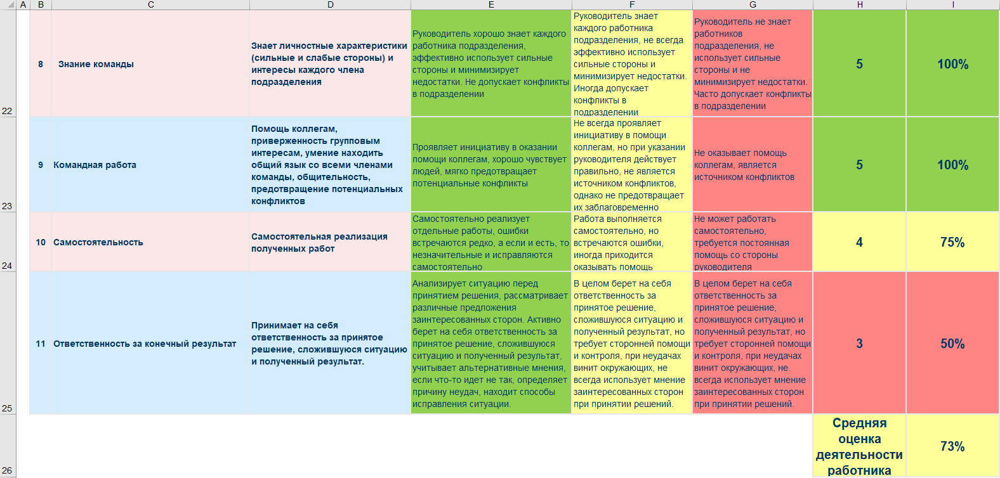 A B C D E F G H I
22
8
Знание команды
Знает личностные характеристики
(сильные и слабые стороны) и
интересы каждого члена
подразделения
Руководитель хорошо знает каждого
работника подразделения,
эффективно использует сильные
стороны и минимизирует
недостатки. Не допускает конфликты
в подразделении
Руководитель знает
каждого работника
подразделения, не всегда
эффективно использует
сильные стороны и
минимизирует недостатки.
Иногда допускает
конфликты в
подразделении
Руководитель не знает
работников
подразделения, не
использует сильные
стороны и не
минимизирует недостатки.
Часто допускает конфликты
в подразделении
5
100%
23
9
Командная работа
Помощь коллегам,
приверженность групповым
интересам, умение находить
общий язык со всеми членами
команды, общительность,
предотвращение потенциальных
конфликтов
Проявляет инициативу в оказании
помощи коллегам, хорошо чувствует
людей, мягко предотвращает
потенциальные конфликты
Не всегда проявляет
инициативу в помощи
коллегам, но при указании
руководителя действует
правильно, не является
источником конфликтов,
однако не предотвращает
их заблаговременно
Не оказывает помощь
коллегам, является
источником конфликтов
5
100%
24
10
Самостоятельность
Самостоятельная реализация
полученных работ
Самостоятельно реализует
отдельные работы, ошибки
встречаются редко, а если и есть, то
незначительные и исправляются
самостоятельно
Работа выполняется
самостоятельно, но
встречаются ошибки,
иногда приходится
оказывать помощь
Не может работать
самостоятельно,
требуется постоянная
помощь со стороны
руководителя
4
75%
25
11
Ответственность за конечный результат
Принимает на себя
ответственность за принятое
решение, сложившуюся ситуацию
и полученный результат.
Анализирует ситуацию перед
принятием решения, рассматривает
различные предложения
заинтересованных сторон. Активно
берет на себя ответственность за
принятое решение, сложившуюся
ситуацию и полученный результат,
учитывает альтернативные мнения,
если что-то идет не так, определяет
причину неудач, находит способы
исправления ситуации.
В целом берет на себя
ответственность за
принятое решение,
сложившуюся ситуацию и
полученный результат, но
требует сторонней помощи
и контроля, при неудачах
винит окружающих, не
всегда использует мнение
заинтересованных сторон
при принятии решений.
В целом берет на себя
ответственность за
принятое решение,
сложившуюся ситуацию и
полученный результат, но
требует сторонней помощи
и контроля, при неудачах
винит окружающих, не
всегда использует мнение
заинтересованных сторон
при принятии решений.
3
50%
26
Средняя
оценка
деятельности
работника
73%